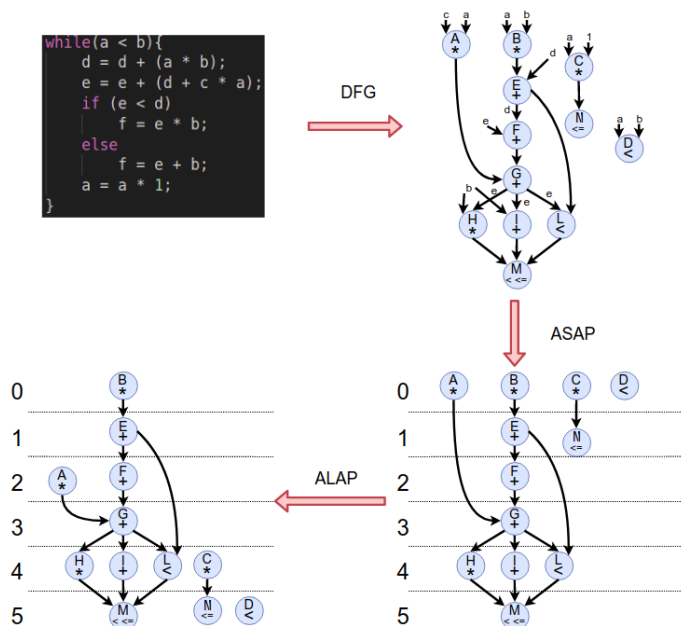 while(a < b){
d = d + (a * b);
e = e + (d + c * a);
if (e < d)
f = e * b;
else
f = e + b;
a = a * 1;
}
DFG
c a a b
A
*
B
*
a 1
C
*
d
E
+
d
N
<=
a b
D
<
e
F
+
G
+
b e e e
H
*
I
+
L
<
M
< <=
ASAP
0
B
*
1
E
+
2
A
*
F
+
3
G
+
4
H
*
I
+
L
<
C
*
5
M
< <=
N
<=
D
<
ALAP
0
A
*
B
*
C
*
D
<
1
E
+
N
<=
2
F
+
3
G
+
4
H
*
I
+
L
<
5
M
< <=